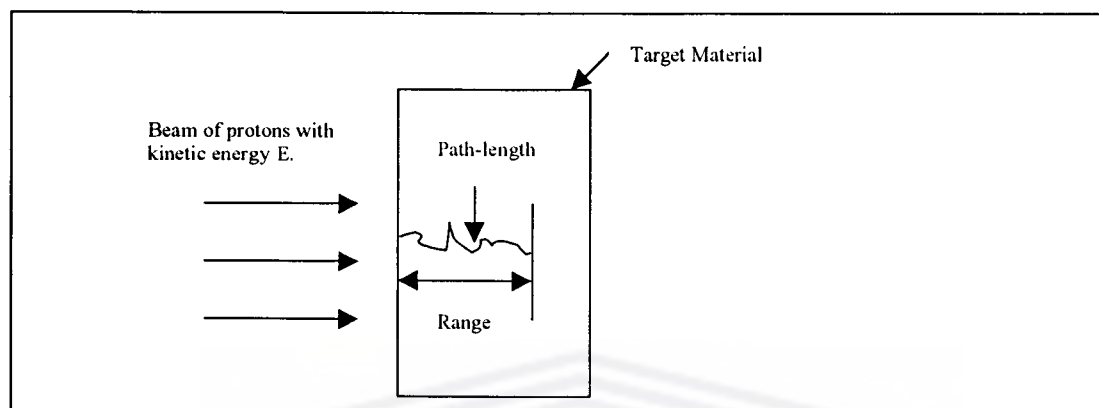 Target Material
Beam of protons with
kinetic energy E.
Path-length
Range